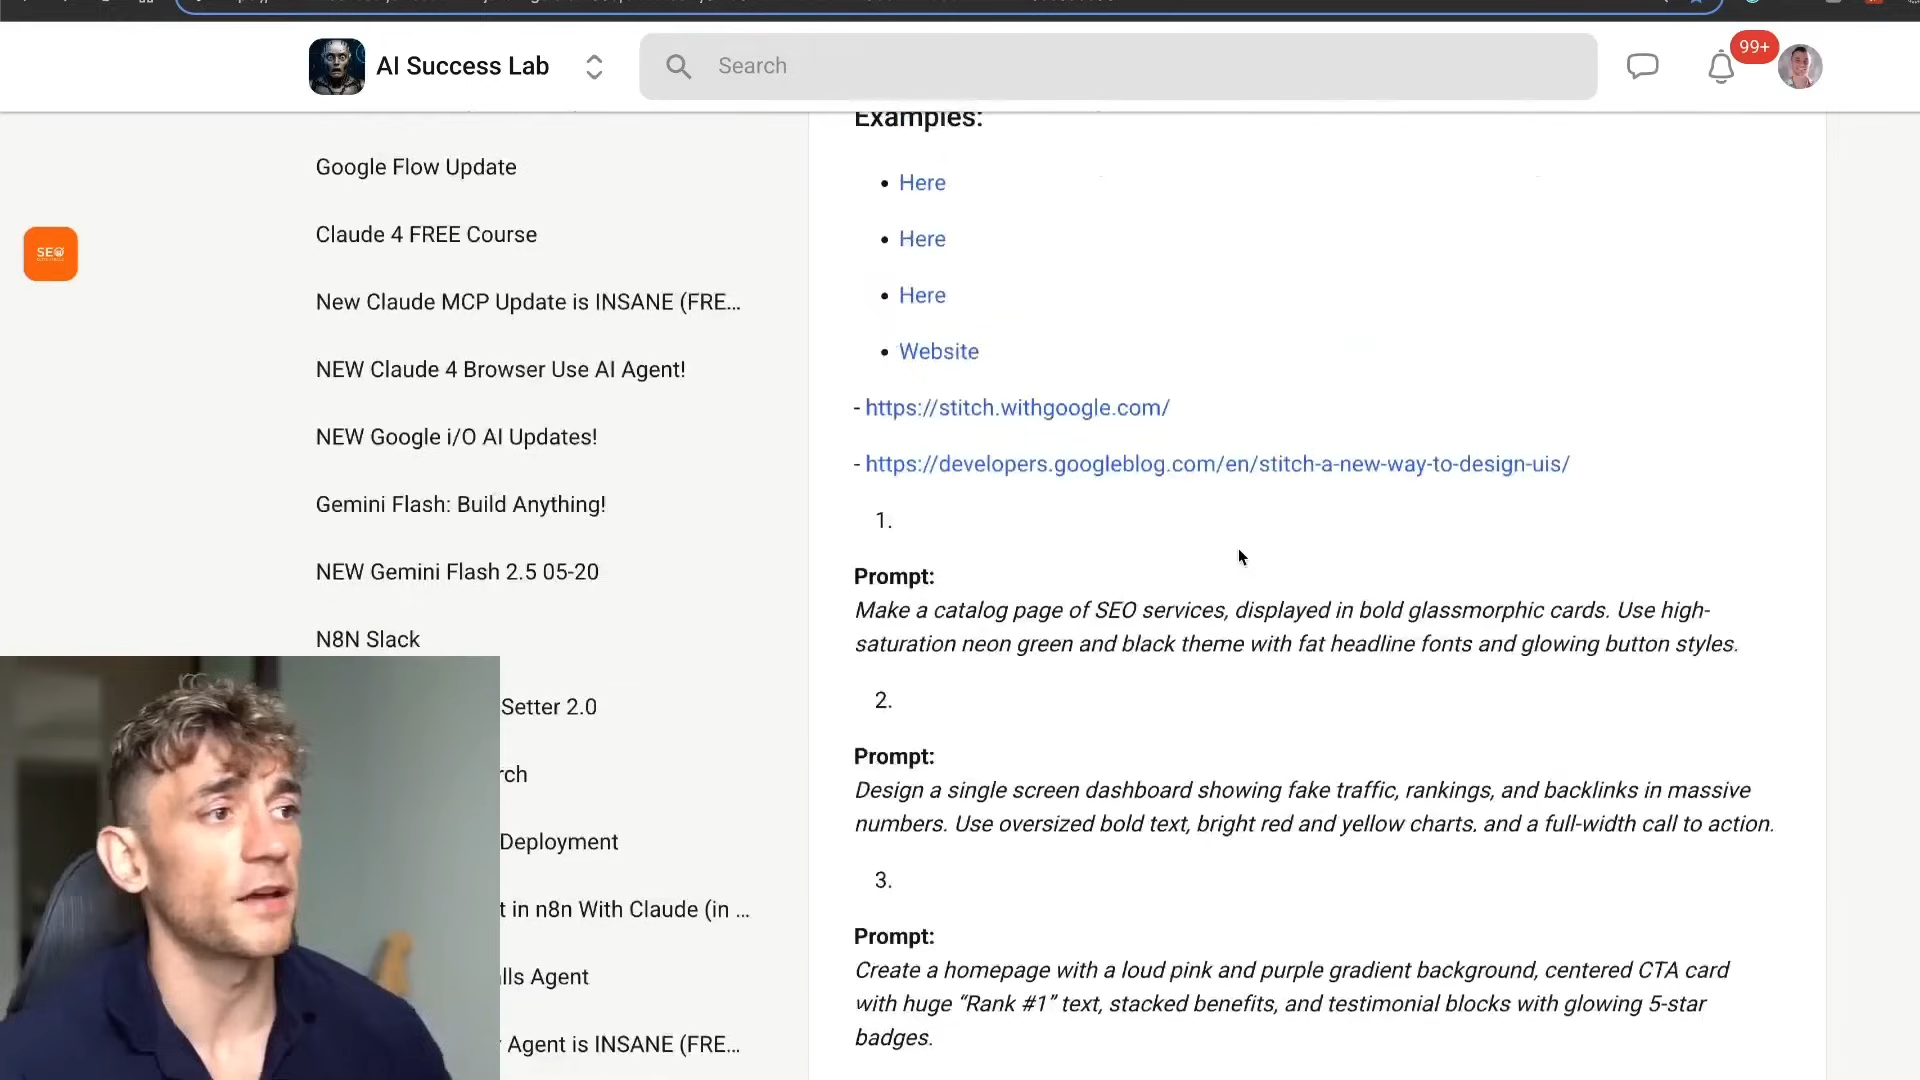 AI Success Lab
Search
99+
Examples:
Google Flow Update
Claude 4 FREE Course
New Claude MCP Update is INSANE (FRE...
NEW Claude 4 Browser Use AI Agent!
NEW Google i/O AI Updates!
Gemini Flash: Build Anything!
NEW Gemini Flash 2.5 05-20
N8N Slack
Setter 2.0
rch
Deployment
t in n8n With Claude (in ...
lls Agent
Agent is INSANE (FRE...
SEO
• Here
• Here
• Here
• Website
- https://stitch.withgoogle.com/
- https://developers.googleblog.com/en/stitch-a-new-way-to-design-uis/
1.
Prompt:
Make a catalog page of SEO services, displayed in bold glassmorphic cards. Use high-
saturation neon green and black theme with fat headline fonts and glowing button styles.
2.
Prompt:
Design a single screen dashboard showing fake traffic, rankings, and backlinks in massive
numbers. Use oversized bold text, bright red and yellow charts, and a full-width call to action.
3.
Prompt:
Create a homepage with a loud pink and purple gradient background, centered CTA card
with huge “Rank #1” text, stacked benefits, and testimonial blocks with glowing 5-star
badges.